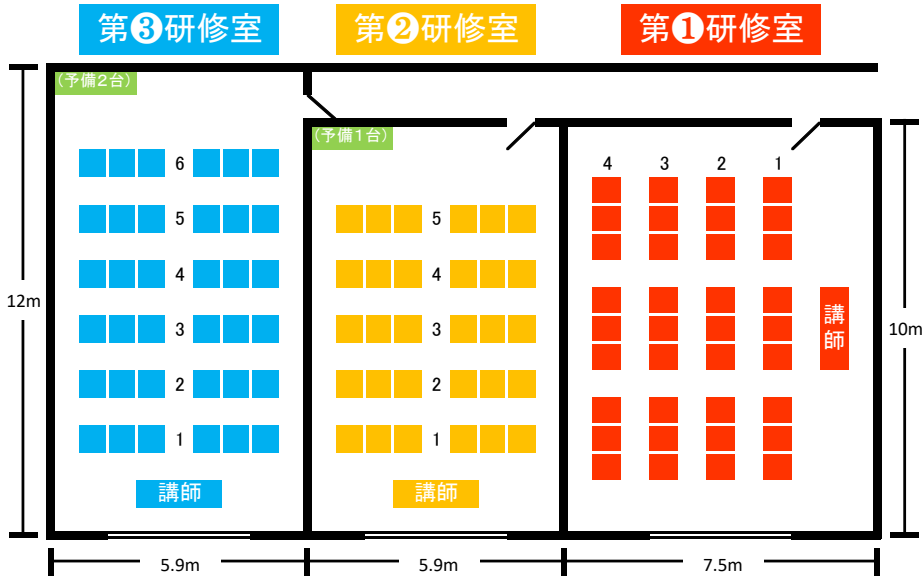 第❸研修室
第❷研修室
第❶研修室
(予備2台)
(予備1台)
6
5
4
3
2
1
講師
5
4
3
2
1
講師
4 3 2 1
講師
12m
10m
5.9m
5.9m
7.5m